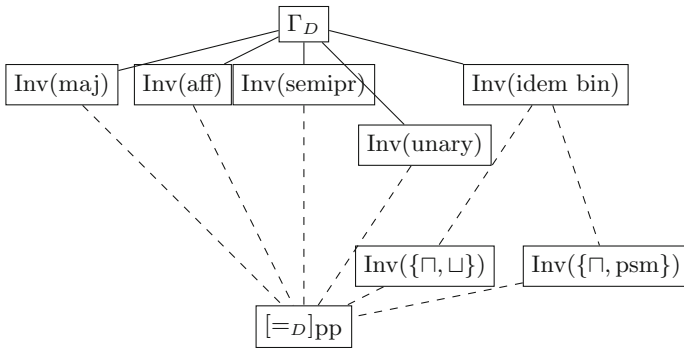 Γ_D
Inv(maj) Inv(aff) Inv(semipr) Inv(idem bin)
Inv(unary)
Inv({⊓, ⊔}) Inv({⊓, psm})
[=_D]pp